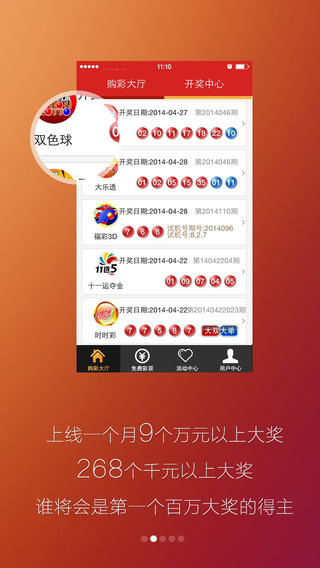 11:10
购彩大厅 开奖中心
双色球
开奖日期:2014-04-27 第2014046期
02 10 11 17 18 22 10
大乐透
开奖日期:2014-04-28 第2014048期
01 02 15 35 01 11
福彩3D
开奖日期:2014-04-28 第2014110期
7 6 8 试机号期号:2014096
试机号:8,2,7
11选5
十一运夺金
开奖日期:2014-04-22 第14042204期
01 09 07 04 05
时时彩
开奖日期:2014-04-22 第20140422023期
7 7 5 8 7 大双 大单
购彩大厅 免费彩豆 活动中心 用户中心
上线一个月9个万元以上大奖
268个千元以上大奖
谁将会是第一个百万大奖的得主